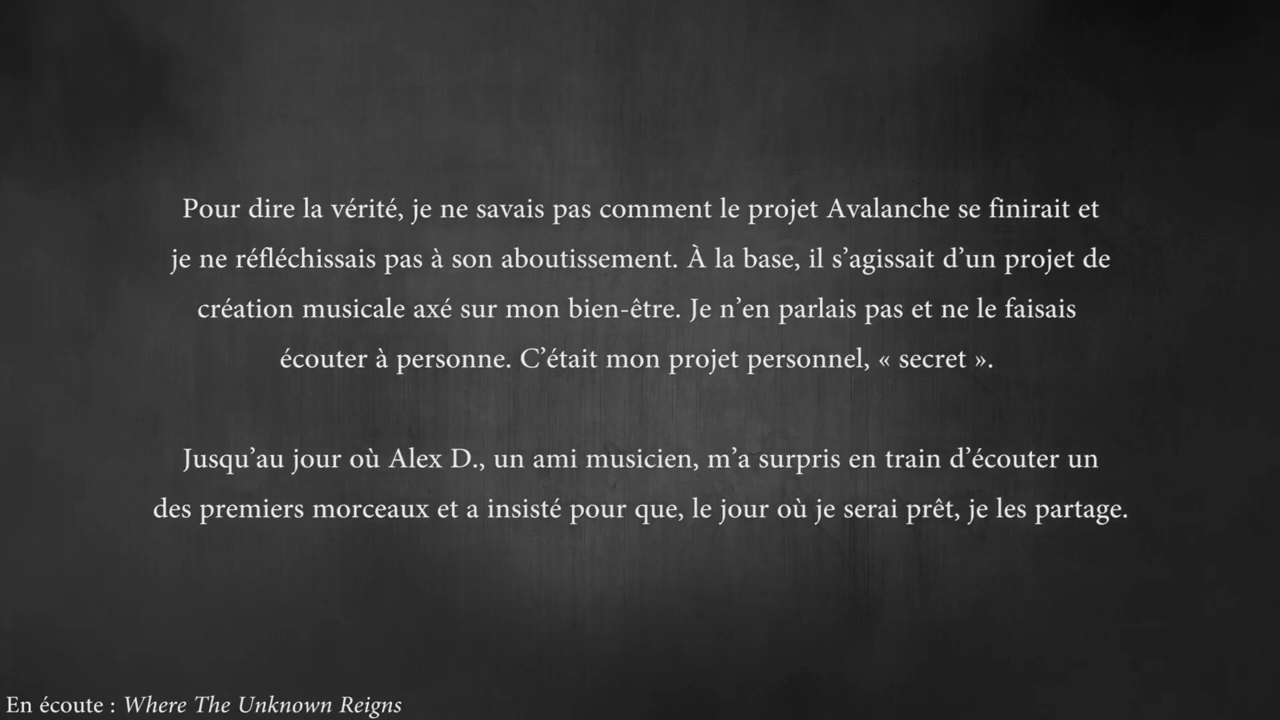 Pour dire la vérité, je ne savais pas comment le projet Avalanche se finirait et
je ne réfléchissais pas à son aboutissement. À la base, il s’agissait d’un projet de
création musicale axé sur mon bien-être. Je n’en parlais pas et ne le faisais
écouter à personne. C’était mon projet personnel, « secret ».
Jusqu’au jour où Alex D., un ami musicien, m’a surpris en train d’écouter un
des premiers morceaux et a insisté pour que, le jour où je serai prêt, je les partage.
En écoute : Where The Unknown Reigns